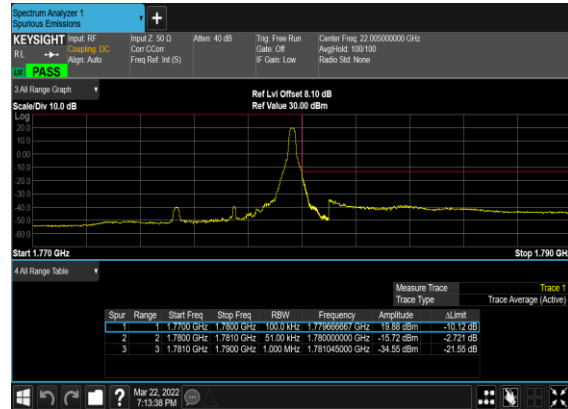 Spectrum Analyzer 1
Spurious Emissions
+
KEYSIGHT Input: RF Input Z: 50 Ω Atten: 40 dB Trig: Free Run Center Freq: 22.005000000 GHz
RL Coupling: DC Corr CCorr Gate: Off Avg|Hold: 100/100
Align: Auto Freq Ref: Int (S) IF Gain: Low Radio Std: None
PASS
3 All Range Graph
Ref Lvl Offset 8.10 dB
Scale/Div 10.0 dB Ref Value 30.00 dBm
Log
20.0
10.0
0.00
-10.0
-20.0
-30.0
-40.0
-50.0
-60.0
Start 1.770 GHz Stop 1.790 GHz
4 All Range Table
Measure Trace Trace 1
Trace Type Trace Average (Active)
Spur Range Start Freq Stop Freq RBW Frequency Amplitude ΔLimit
1 1 1.7700 GHz 1.7800 GHz 100.0 kHz 1.779666667 GHz 19.88 dBm -10.12 dB
2 2 1.7800 GHz 1.7810 GHz 51.00 kHz 1.780000000 GHz -15.72 dBm -2.721 dB
3 3 1.7810 GHz 1.7900 GHz 1.000 MHz 1.781045000 GHz -34.55 dBm -21.55 dB
? Mar 22, 2022
7:13:38 PM